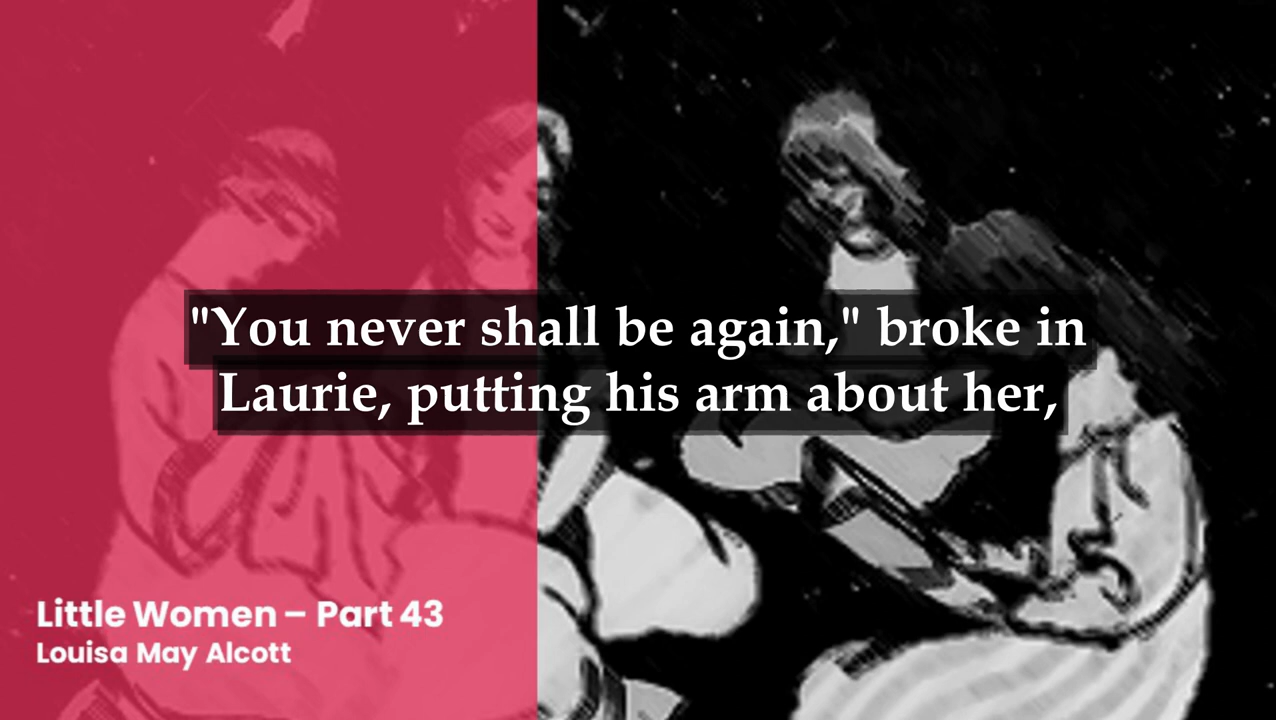 "You never shall be again," broke in
Laurie, putting his arm about her,
Little Women – Part 43
Louisa May Alcott